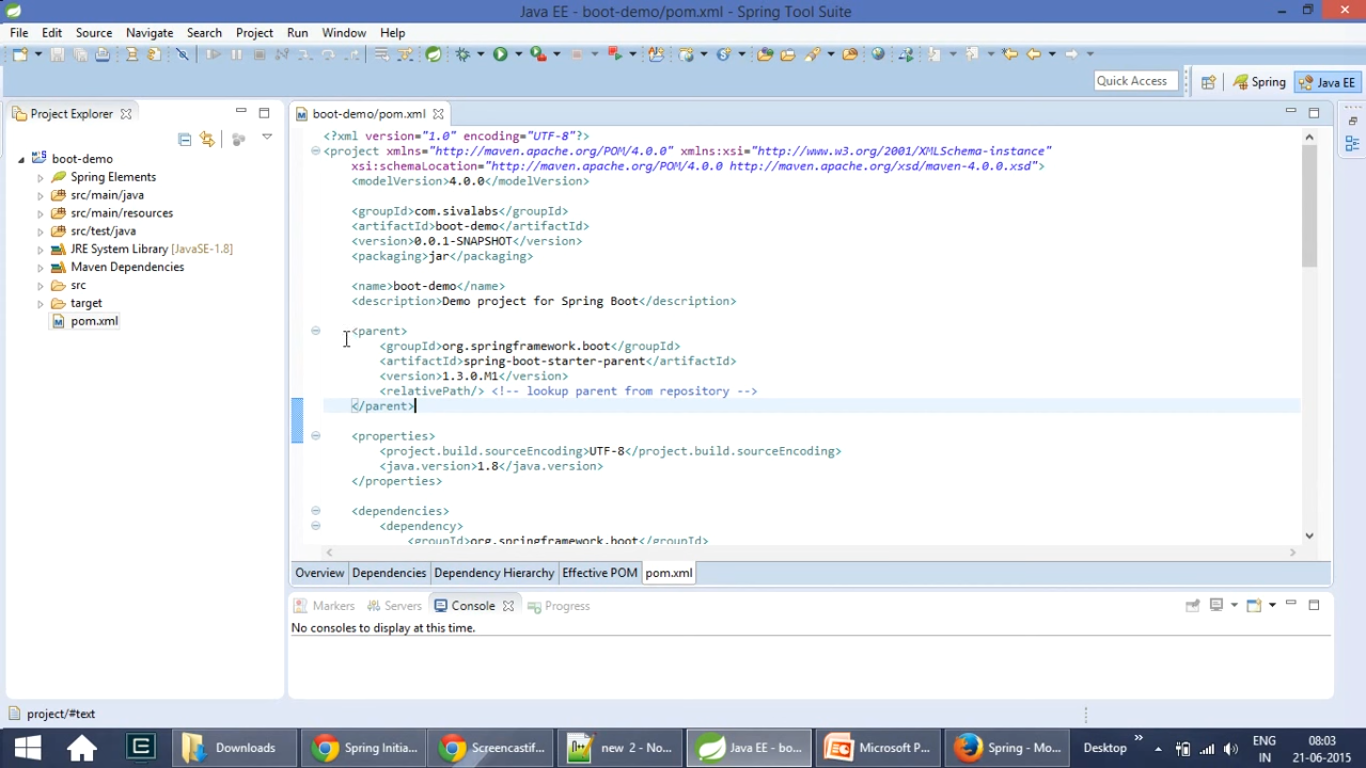 Java EE - boot-demo/pom.xml - Spring Tool Suite
File Edit Source Navigate Search Project Run Window Help
Quick Access Spring Java EE
Project Explorer
boot-demo
Spring Elements
src/main/java
src/main/resources
src/test/java
JRE System Library [JavaSE-1.8]
Maven Dependencies
src
target
pom.xml
boot-demo/pom.xml
<?xml version="1.0" encoding="UTF-8"?>
<project xmlns="http://maven.apache.org/POM/4.0.0" xmlns:xsi="http://www.w3.org/2001/XMLSchema-instance"
xsi:schemaLocation="http://maven.apache.org/POM/4.0.0 http://maven.apache.org/xsd/maven-4.0.0.xsd">
<modelVersion>4.0.0</modelVersion>
<groupId>com.sivalabs</groupId>
<artifactId>boot-demo</artifactId>
<version>0.0.1-SNAPSHOT</version>
<packaging>jar</packaging>
<name>boot-demo</name>
<description>Demo project for Spring Boot</description>
<parent>
<groupId>org.springframework.boot</groupId>
<artifactId>spring-boot-starter-parent</artifactId>
<version>1.3.0.M1</version>
<relativePath/> <!-- lookup parent from repository -->
</parent>
<properties>
<project.build.sourceEncoding>UTF-8</project.build.sourceEncoding>
<java.version>1.8</java.version>
</properties>
<dependencies>
<dependency>
<groupId>org.springframework.boot</groupId>
Overview Dependencies Dependency Hierarchy Effective POM pom.xml
Markers Servers Console Progress
No consoles to display at this time.
project/#text
Downloads Spring Initia... Screencastif... new 2 - No... Java EE - bo... Microsoft P... Spring - Mo... Desktop
ENG 08:03
IN 21-06-2015